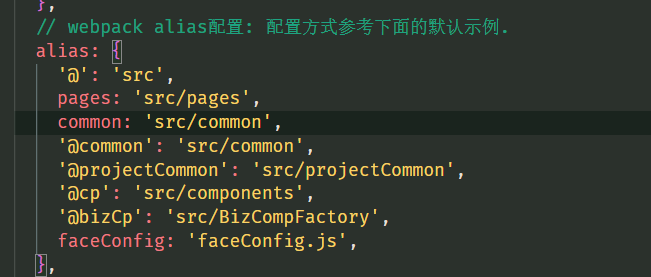 },
// webpack alias配置: 配置方式参考下面的默认示例.
alias: {
'@': 'src',
pages: 'src/pages',
common: 'src/common',
'@common': 'src/common',
'@projectCommon': 'src/projectCommon',
'@cp': 'src/components',
'@bizCp': 'src/BizCompFactory',
faceConfig: 'faceConfig.js',
},